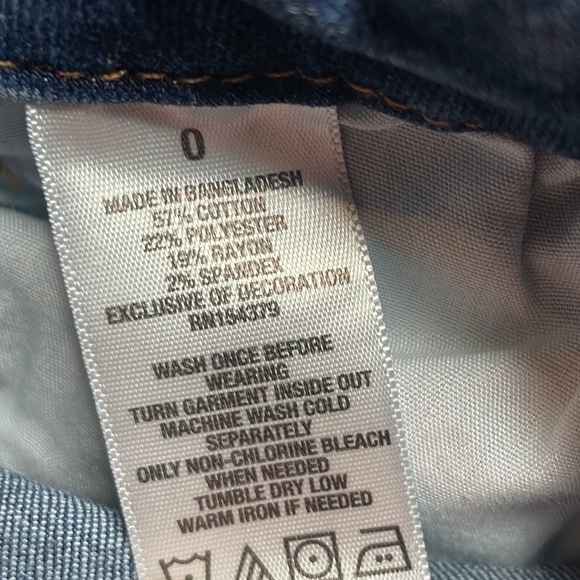 0
MADE IN BANGLADESH
57% COTTON
22% POLYESTER
19% RAYON
2% SPANDEX
EXCLUSIVE OF DECORATION
RN154379
WASH ONCE BEFORE
WEARING
TURN GARMENT INSIDE OUT
MACHINE WASH COLD
SEPARATELY
ONLY NON-CHLORINE BLEACH
WHEN NEEDED
TUMBLE DRY LOW
WARM IRON IF NEEDED